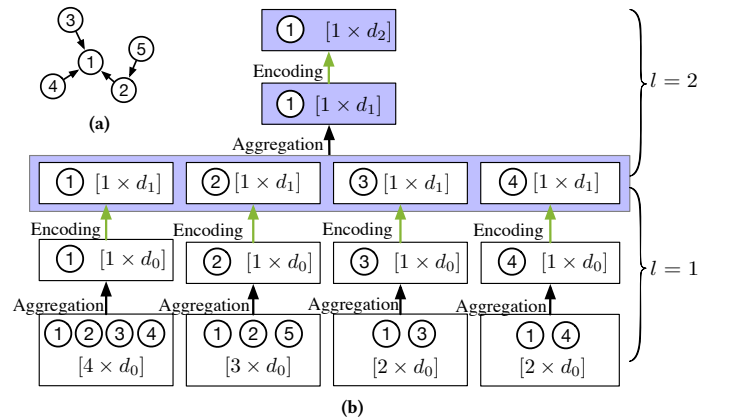 3
5
1
4
2
(a)
1 [1 × d₂]
Encoding
1 [1 × d₁]
Aggregation
l = 2
1 [1 × d₁]
2 [1 × d₁]
3 [1 × d₁]
4 [1 × d₁]
Encoding
Encoding
Encoding
Encoding
1 [1 × d₀]
2 [1 × d₀]
3 [1 × d₀]
4 [1 × d₀]
l = 1
Aggregation
Aggregation
Aggregation
Aggregation
1 2 3 4
[4 × d₀]
1 2 5
[3 × d₀]
1 3
[2 × d₀]
1 4
[2 × d₀]
(b)